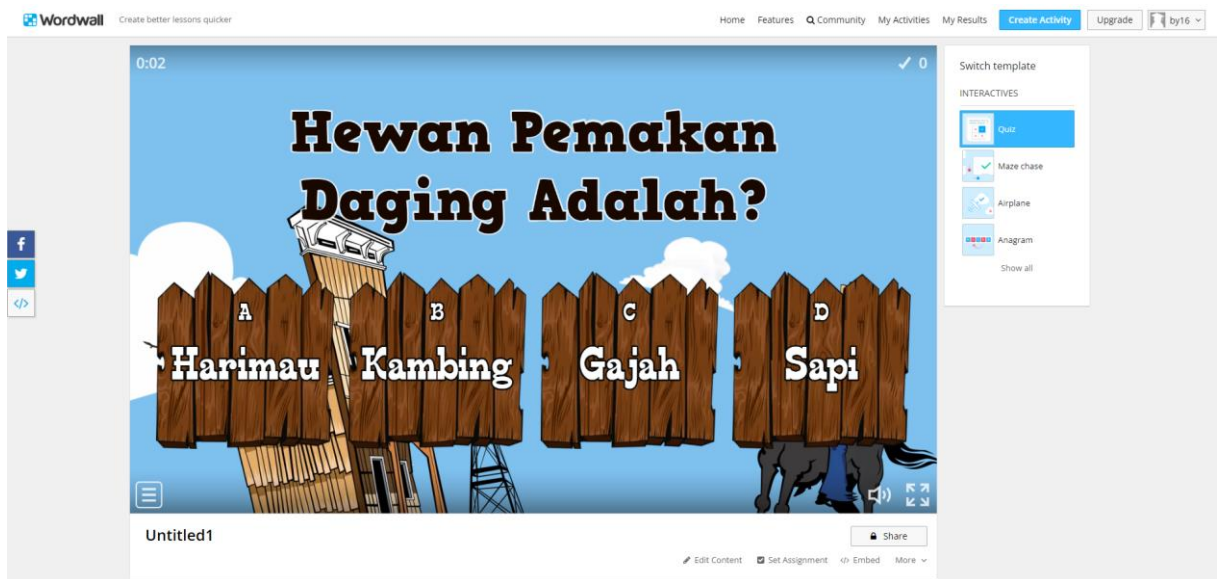 Wordwall Create better lessons quicker Home Features Community My Activities My Results Create Activity Upgrade by16
0:02 0
Hewan Pemakan
Daging Adalah?
A B C D
Harimau Kambing Gajah Sapi
Switch template
INTERACTIVES
Quiz
Maze chase
Airplane
Anagram
Show all
Untitled1 Share
Edit Content Set Assignment </> Embed More